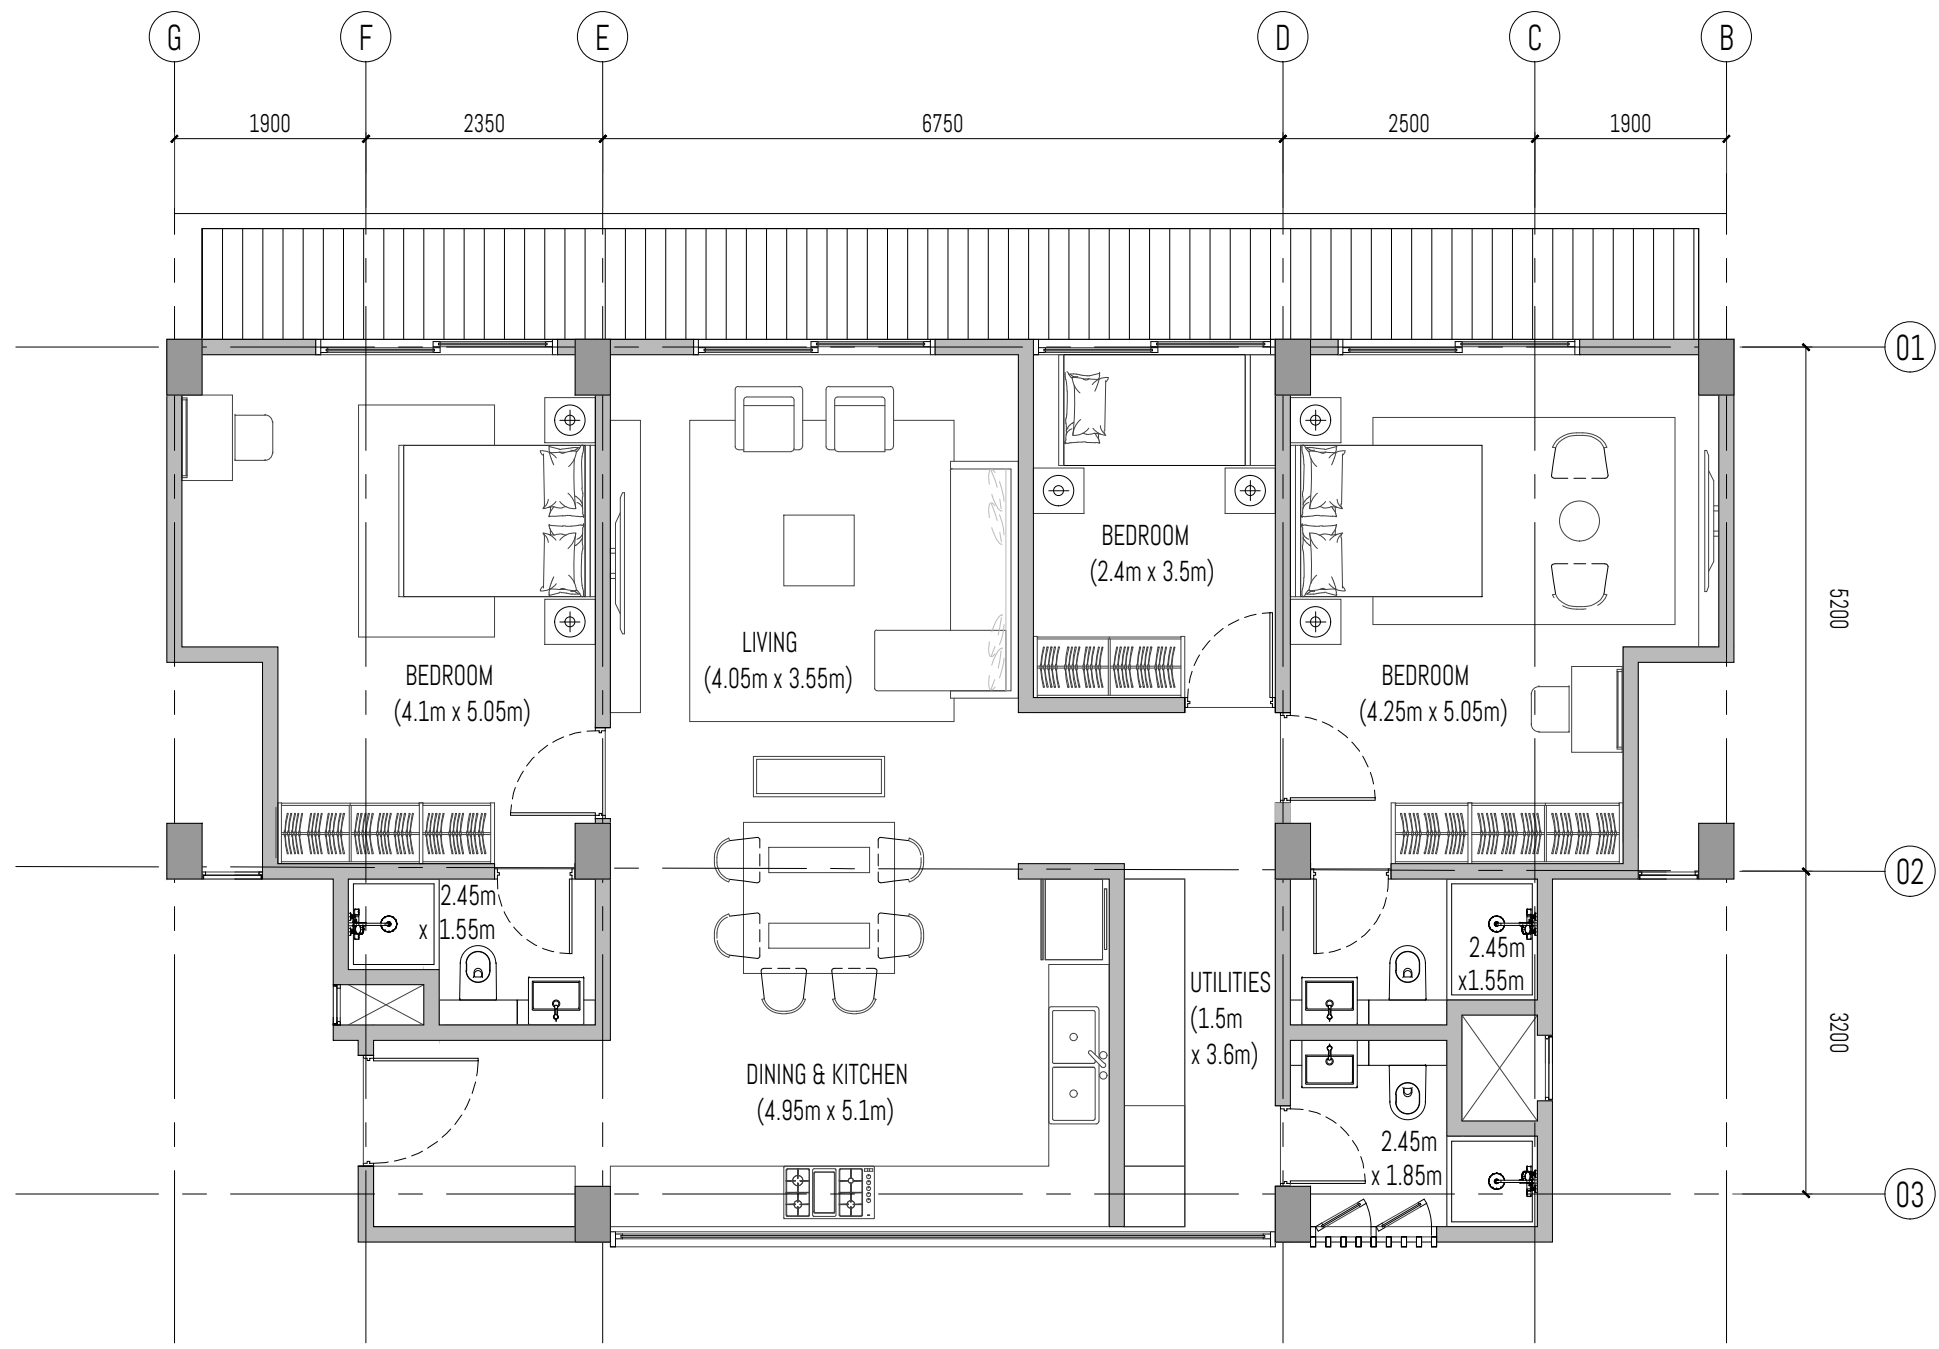 G F E D C B
1900 2350 6750 2500 1900
01
BEDROOM
(2.4m x 3.5m)
5200
LIVING
(4.05m x 3.55m)
BEDROOM
(4.1m x 5.05m)
BEDROOM
(4.25m x 5.05m)
02
2.45m
x 1.55m
2.45m
x1.55m
UTILITIES
(1.5m
x 3.6m)
3200
DINING & KITCHEN
(4.95m x 5.1m)
2.45m
x 1.85m
03